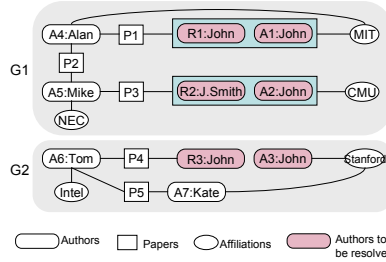 A4:Alan P1 R1:John A1:John MIT
G1 P2
A5:Mike P3 R2:J.Smith A2:John CMU
NEC
G2 A6:Tom P4 R3:John A3:John Stanford
Intel P5 A7:Kate
Authors Papers Affiliations Authors to
be resolved